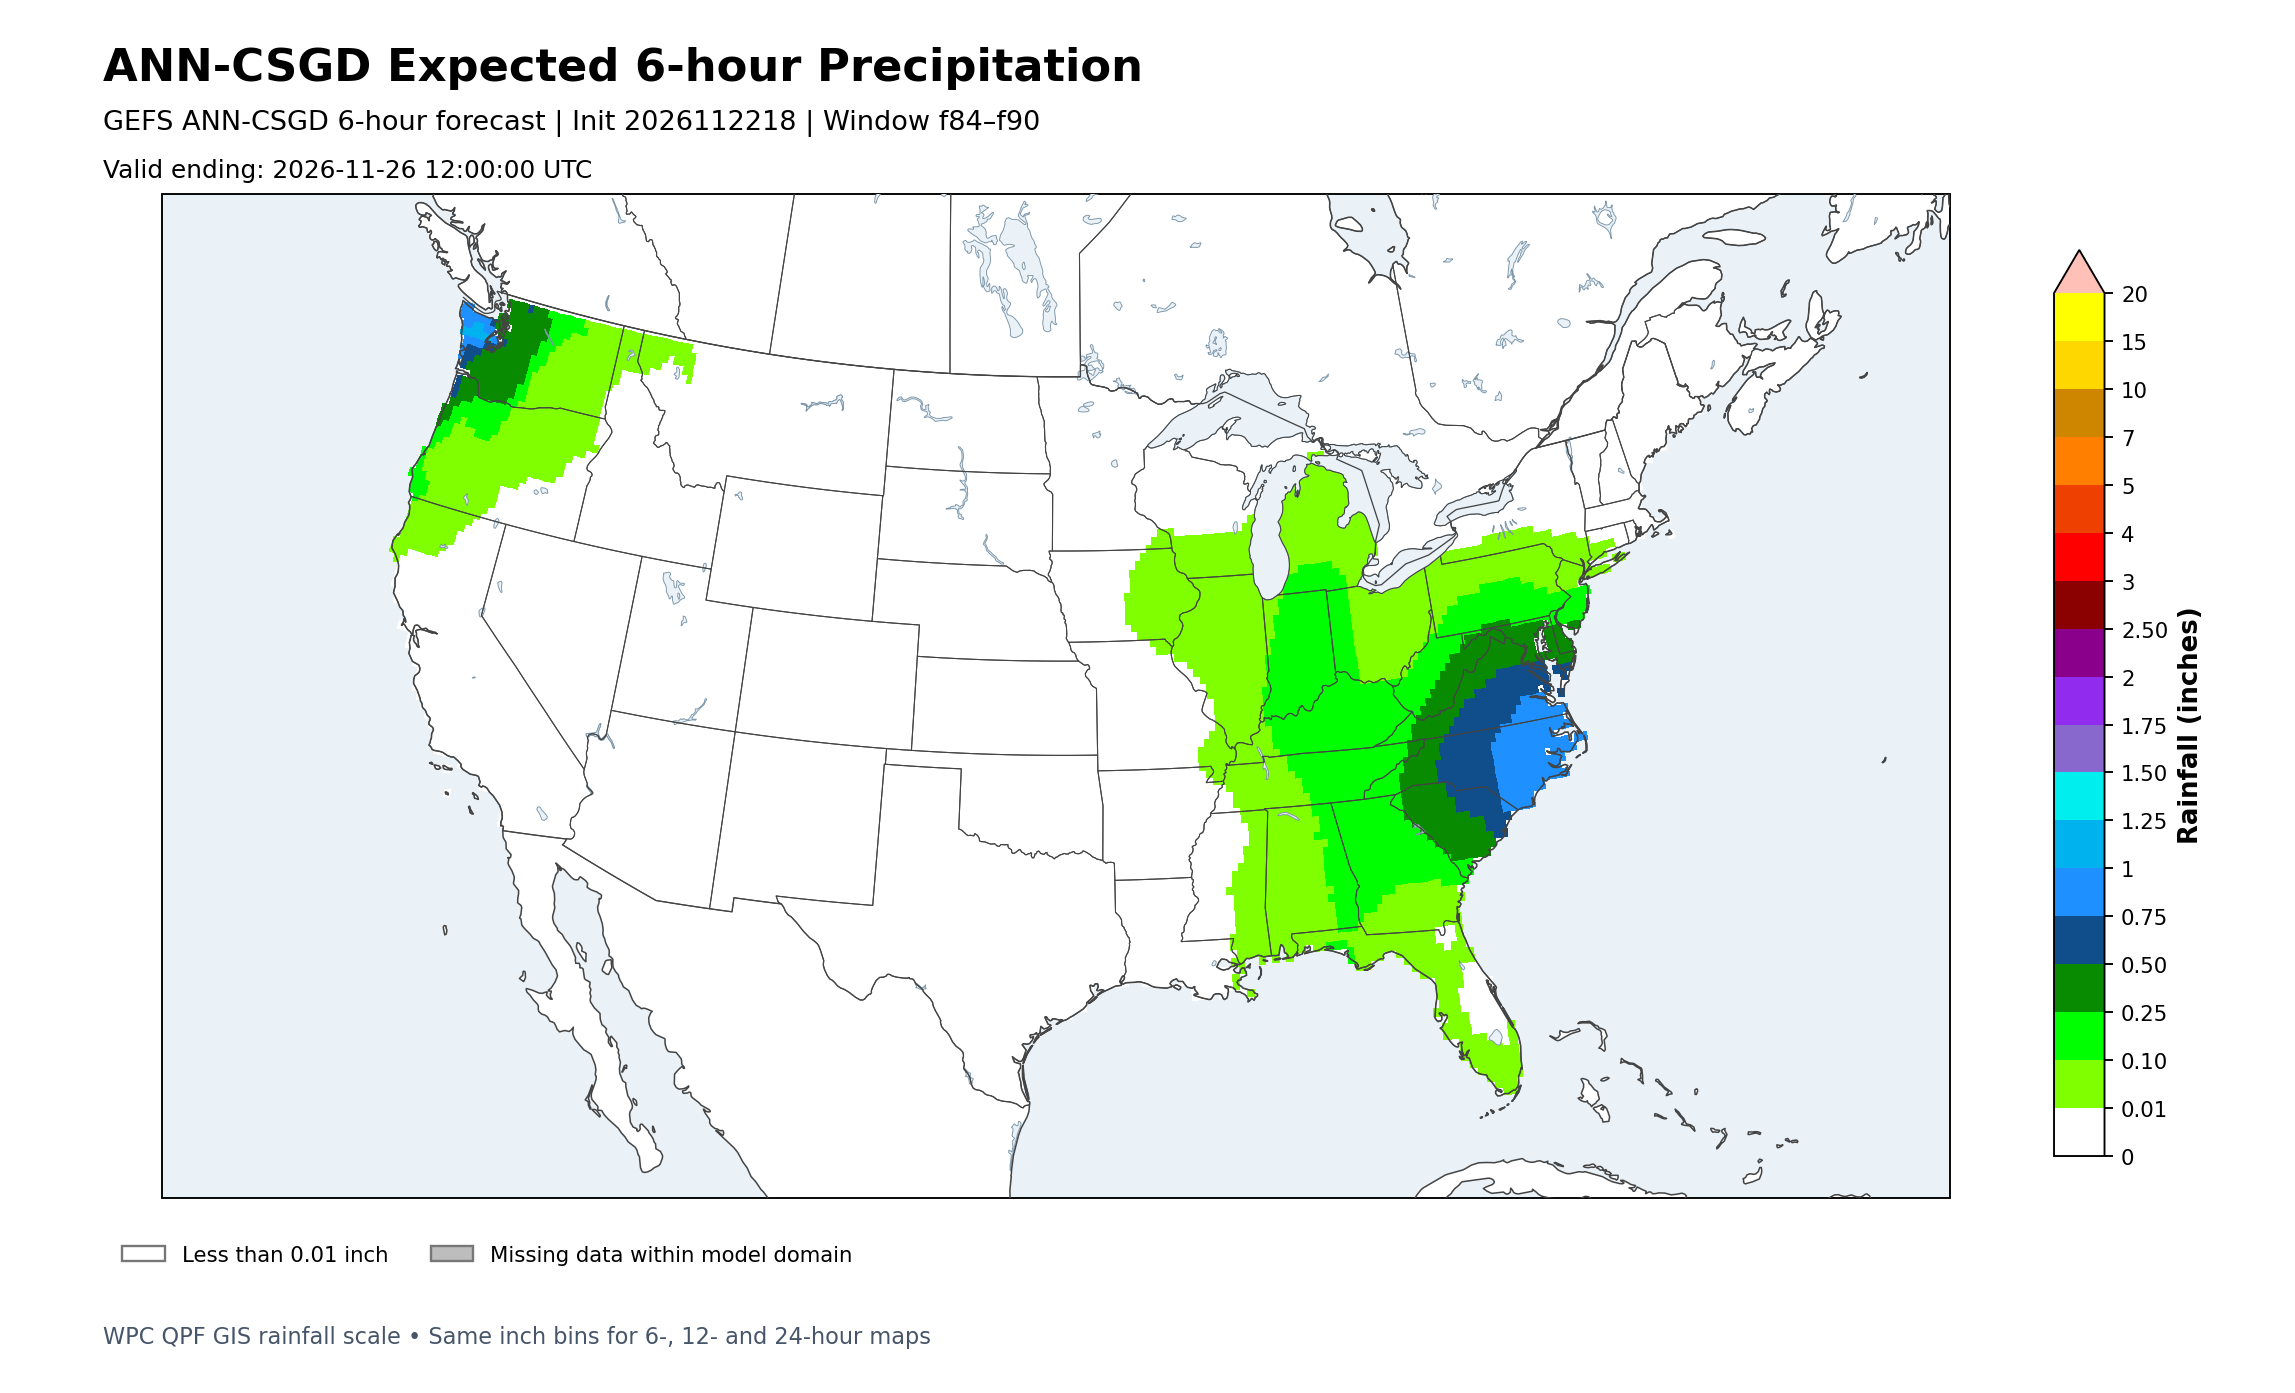 ANN-CSGD Expected 6-hour Precipitation
GEFS ANN-CSGD 6-hour forecast | Init 2026112218 | Window f84–f90
Valid ending: 2026-11-26 12:00:00 UTC
20
15
10
7
5
4
3
2.50
2
1.75
1.50
1.25
1
0.75
0.50
0.25
0.10
0.01
0
Rainfall (inches)
Less than 0.01 inch
Missing data within model domain
WPC QPF GIS rainfall scale • Same inch bins for 6-, 12- and 24-hour maps